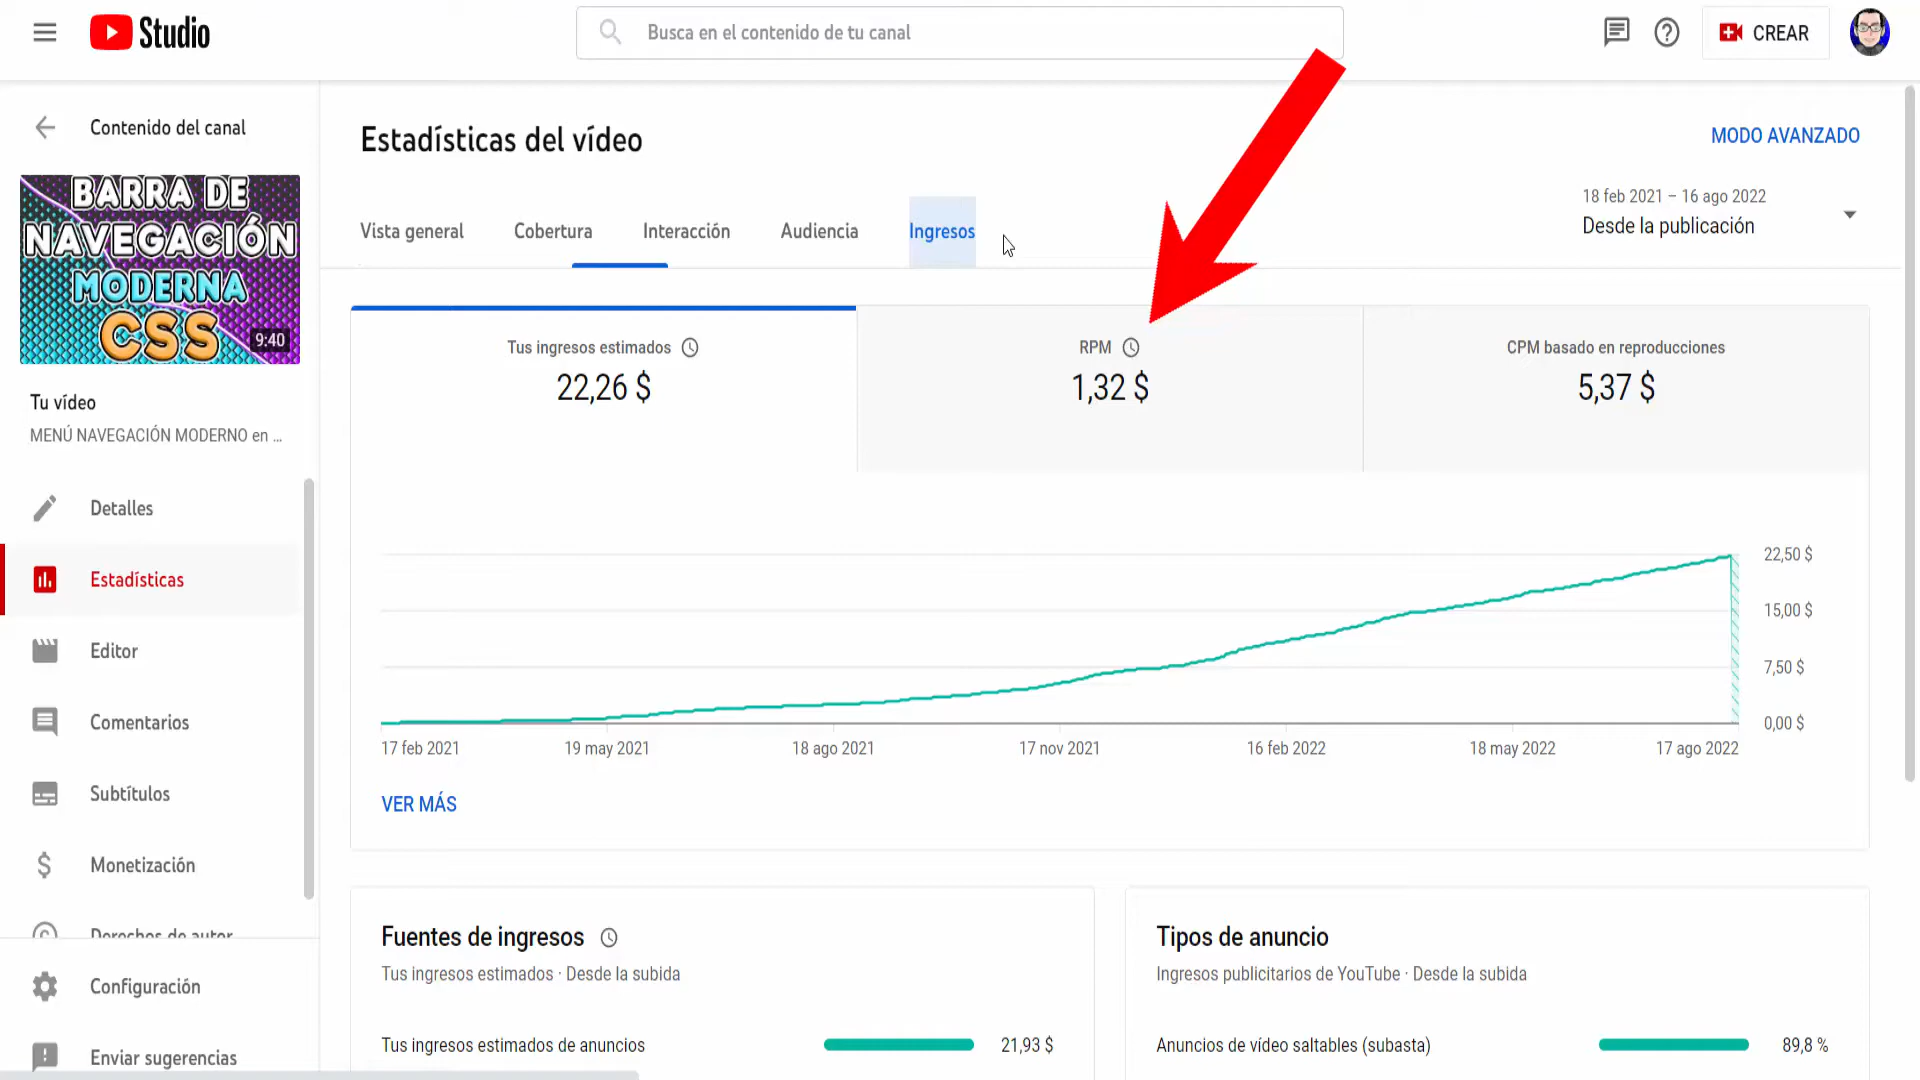 Studio
Busca en el contenido de tu canal
CREAR
Contenido del canal
BARRA DE
NAVEGACIÓN
MODERNA
CSS
9:40
Tu vídeo
MENÚ NAVEGACIÓN MODERNO en ...
Detalles
Estadísticas
Editor
Comentarios
Subtítulos
Monetización
Derechos de autor
Configuración
Enviar sugerencias
Estadísticas del vídeo
MODO AVANZADO
Vista general
Cobertura
Interacción
Audiencia
Ingresos
18 feb 2021 – 16 ago 2022
Desde la publicación
Tus ingresos estimados
22,26 $
RPM
1,32 $
CPM basado en reproducciones
5,37 $
22,50 $
15,00 $
7,50 $
0,00 $
17 feb 2021
19 may 2021
18 ago 2021
17 nov 2021
16 feb 2022
18 may 2022
17 ago 2022
VER MÁS
Fuentes de ingresos
Tus ingresos estimados · Desde la subida
Tus ingresos estimados de anuncios
21,93 $
Tipos de anuncio
Ingresos publicitarios de YouTube · Desde la subida
Anuncios de vídeo saltables (subasta)
89,8 %